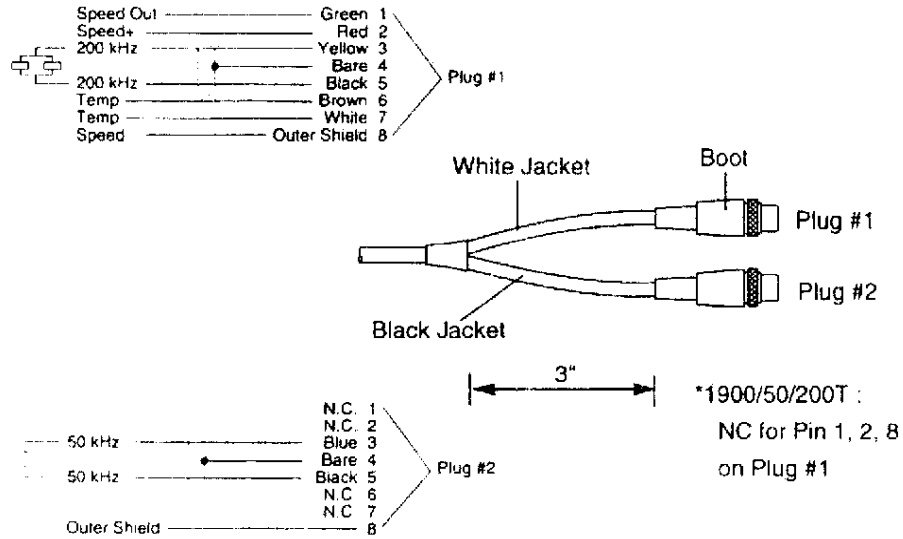 Speed Out Green 1
Speed+ Red 2
200 kHz Yellow 3
Bare 4
200 kHz Black 5
Temp Brown 6
Temp White 7
Speed Outer Shield 8
Plug #1
White Jacket
Boot
Plug #1
Plug #2
Black Jacket
3"
*1900/50/200T :
NC for Pin 1, 2, 8
on Plug #1
N.C. 1
N.C. 2
50 kHz Blue 3
Bare 4
50 kHz Black 5
N.C 6
N.C 7
Outer Shield 8
Plug #2